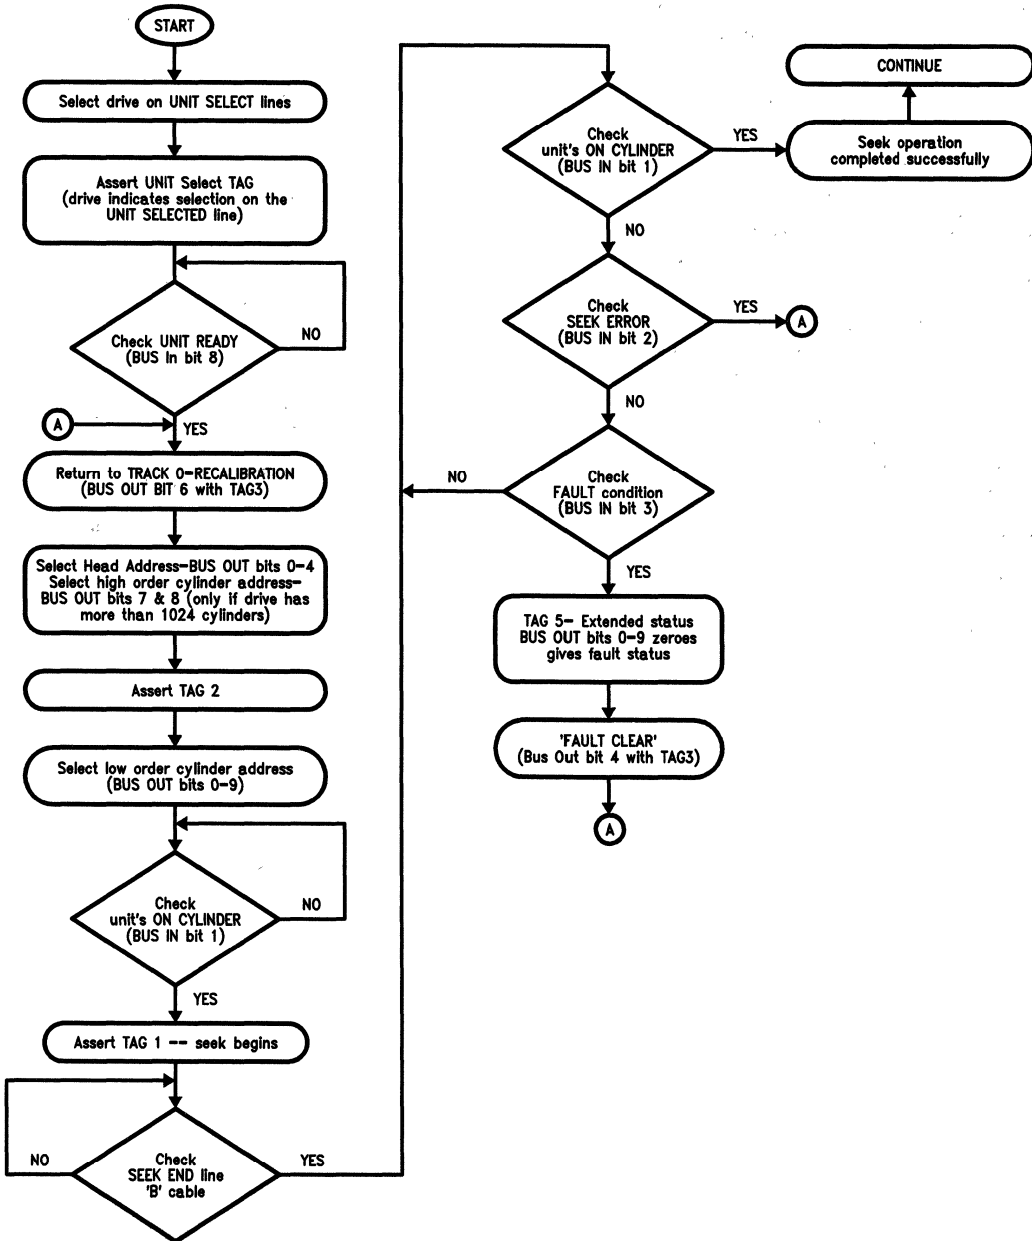 START
Select drive on UNIT SELECT lines
Assert UNIT Select TAG
(drive indicates selection on the
UNIT SELECTED line)
Check UNIT READY
(BUS In bit 8)
NO
A
YES
Return to TRACK 0-RECALIBRATION
(BUS OUT BIT 6 with TAG3)
Select Head Address-BUS OUT bits 0-4
Select high order cylinder address-
BUS OUT bits 7 & 8 (only if drive has
more than 1024 cylinders)
Assert TAG 2
Select low order cylinder address
(BUS OUT bits 0-9)
Check
unit's ON CYLINDER
(BUS IN bit 1)
NO
YES
Assert TAG 1 -- seek begins
Check
SEEK END line
'B' cable
NO
YES
Check
unit's ON CYLINDER
(BUS IN bit 1)
YES
Seek operation
completed successfully
CONTINUE
NO
Check
SEEK ERROR
(BUS IN bit 2)
YES
A
NO
Check
FAULT condition
(BUS IN bit 3)
NO
YES
TAG 5- Extended status
BUS OUT bits 0-9 zeroes
gives fault status
'FAULT CLEAR'
(Bus Out bit 4 with TAG3)
A